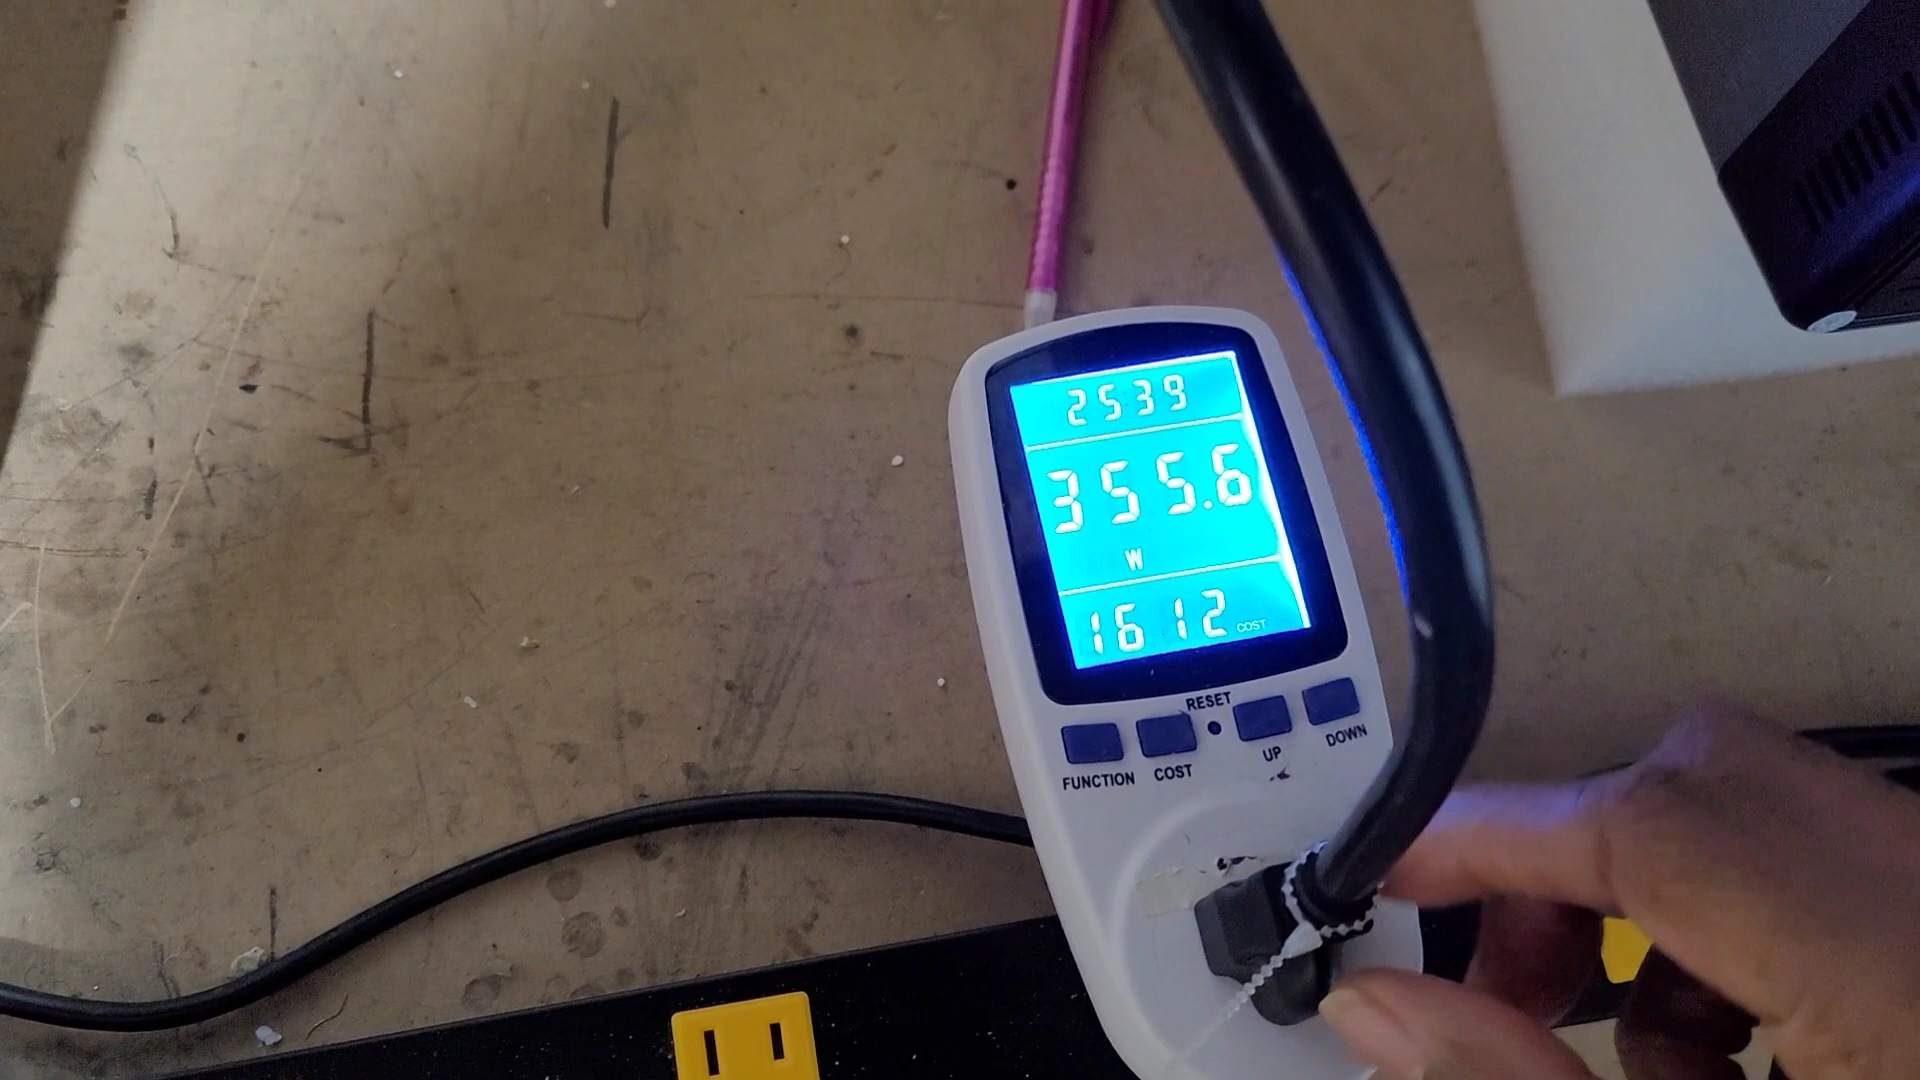 2539
355.6
W
1612 COST
RESET
FUNCTION COST UP DOWN